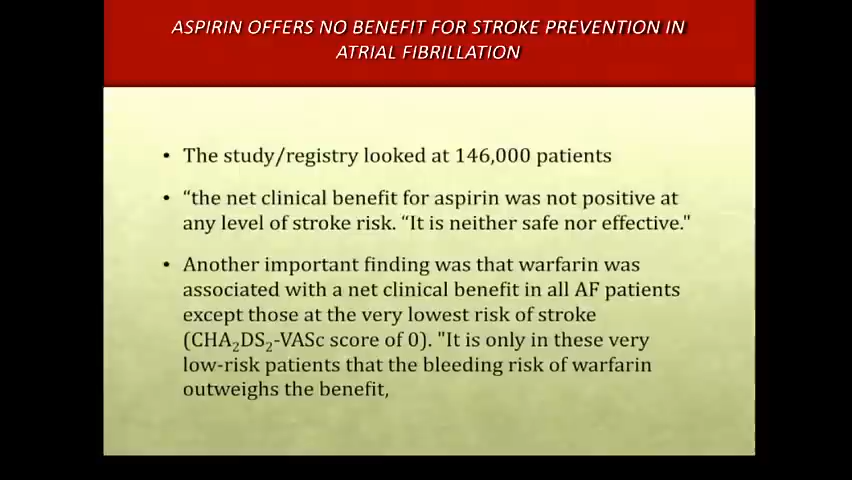 ASPIRIN OFFERS NO BENEFIT FOR STROKE PREVENTION IN
ATRIAL FIBRILLATION
• The study/registry looked at 146,000 patients
• “the net clinical benefit for aspirin was not positive at
any level of stroke risk. “It is neither safe nor effective."
• Another important finding was that warfarin was
associated with a net clinical benefit in all AF patients
except those at the very lowest risk of stroke
(CHA₂DS₂-VASc score of 0). "It is only in these very
low-risk patients that the bleeding risk of warfarin
outweighs the benefit,